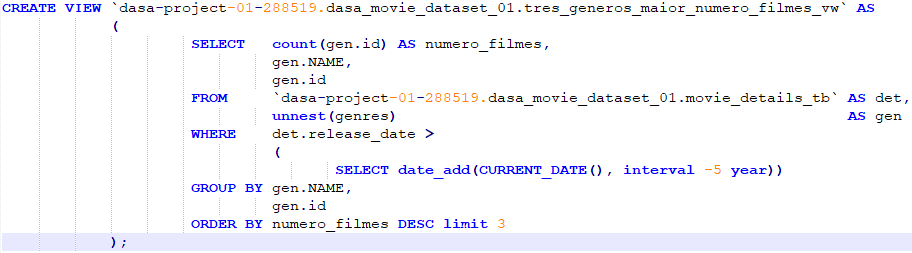 CREATE VIEW `dasa-project-01-288519.dasa_movie_dataset_01.tres_generos_maior_numero_filmes_vw` AS
(
SELECT count(gen.id) AS numero_filmes,
gen.NAME,
gen.id
FROM `dasa-project-01-288519.dasa_movie_dataset_01.movie_details_tb` AS det,
unnest(genres) AS gen
WHERE det.release_date >
(
SELECT date_add(CURRENT_DATE(), interval -5 year))
GROUP BY gen.NAME,
gen.id
ORDER BY numero_filmes DESC limit 3
);